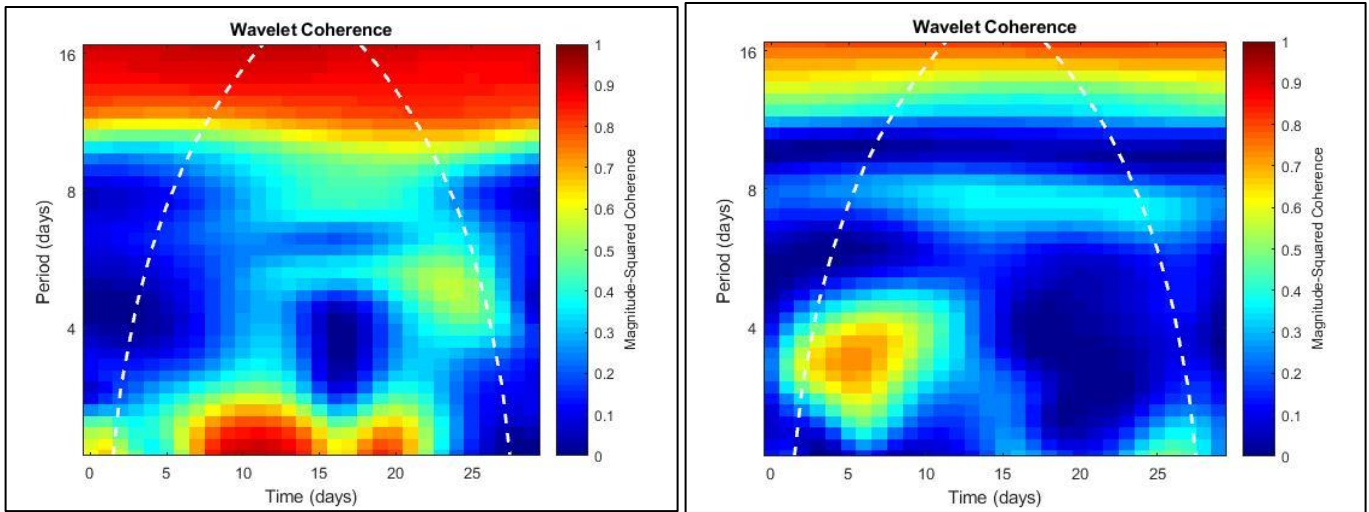 Wavelet Coherence
16
8
4
Period (days)
0 5 10 15 20 25
Time (days)
1
0.9
0.8
0.7
0.6
0.5
0.4
0.3
0.2
0.1
0
Magnitude-Squared Coherence
Wavelet Coherence
16
8
4
Period (days)
0 5 10 15 20 25
Time (days)
1
0.9
0.8
0.7
0.6
0.5
0.4
0.3
0.2
0.1
0
Magnitude-Squared Coherence